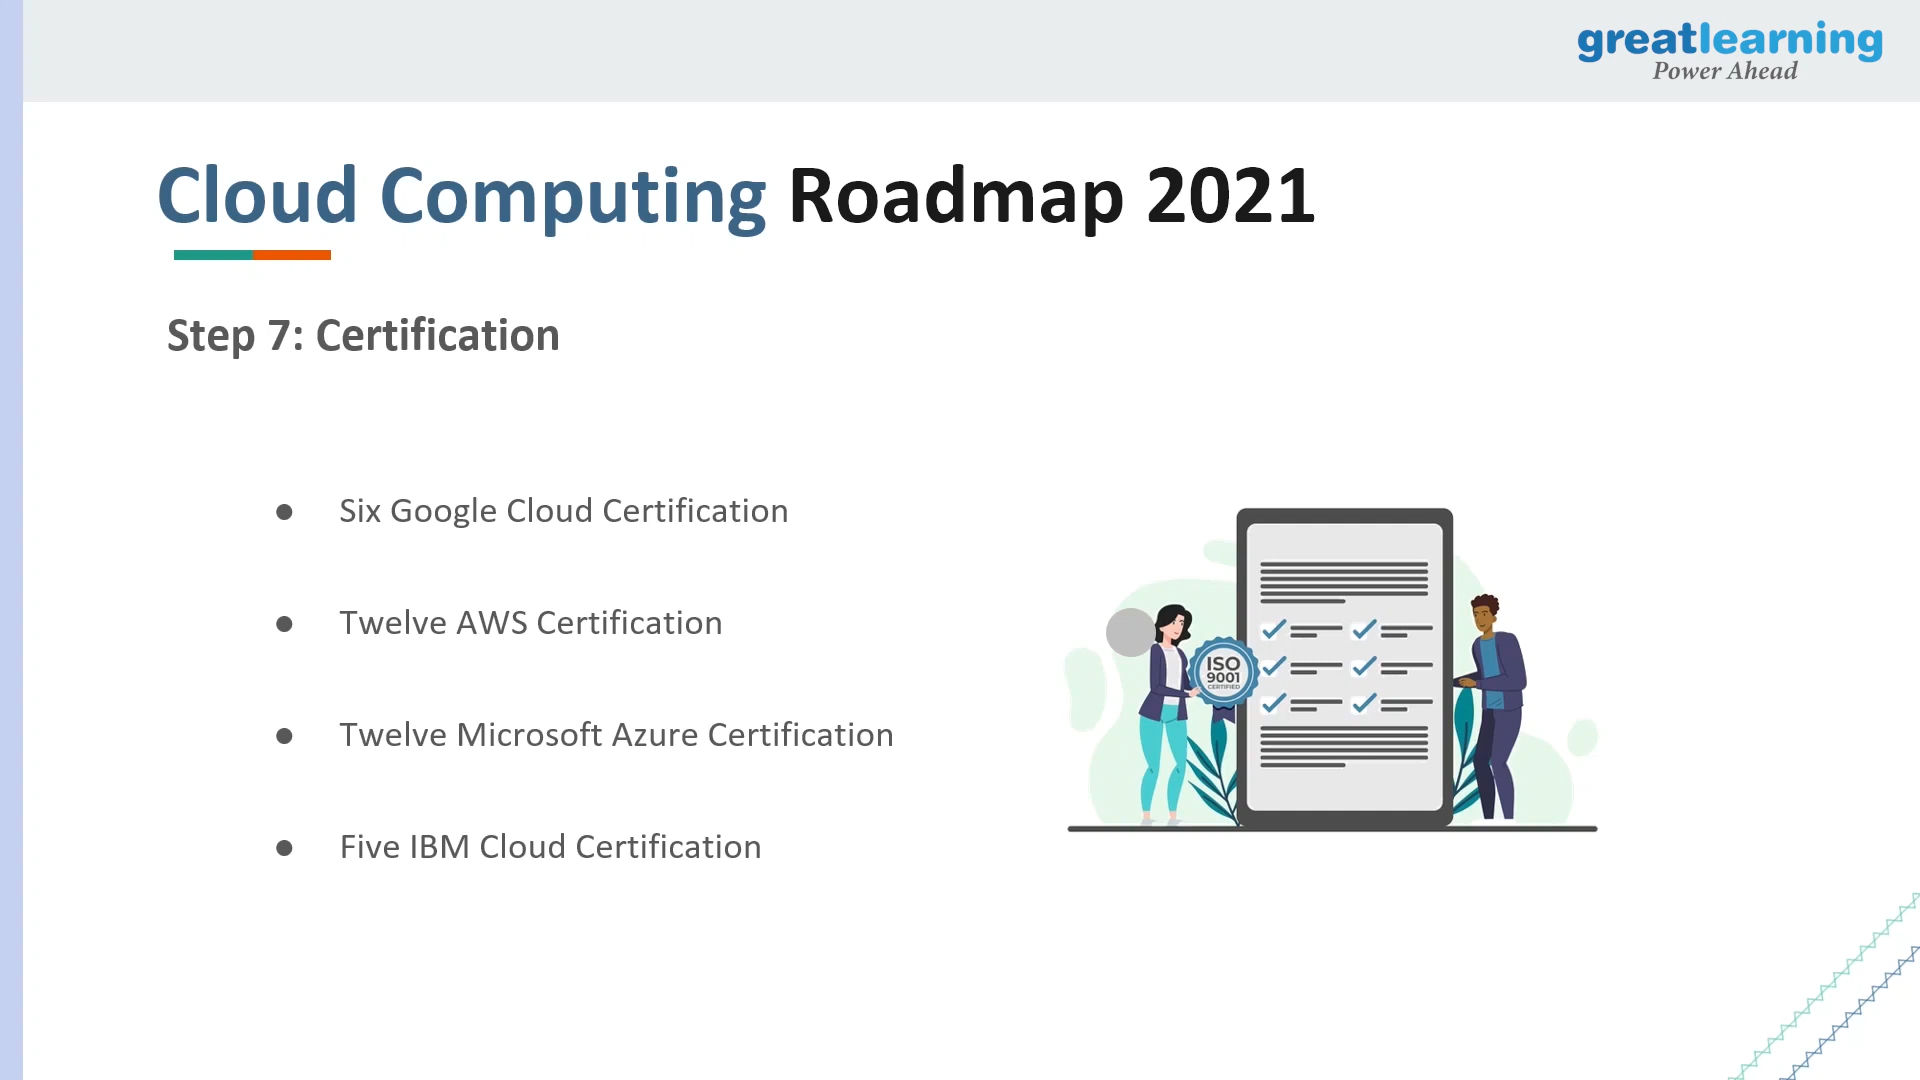 greatlearning
Power Ahead
Cloud Computing Roadmap 2021
Step 7: Certification
● Six Google Cloud Certification
● Twelve AWS Certification
● Twelve Microsoft Azure Certification
● Five IBM Cloud Certification
ISO
9001
CERTIFIED